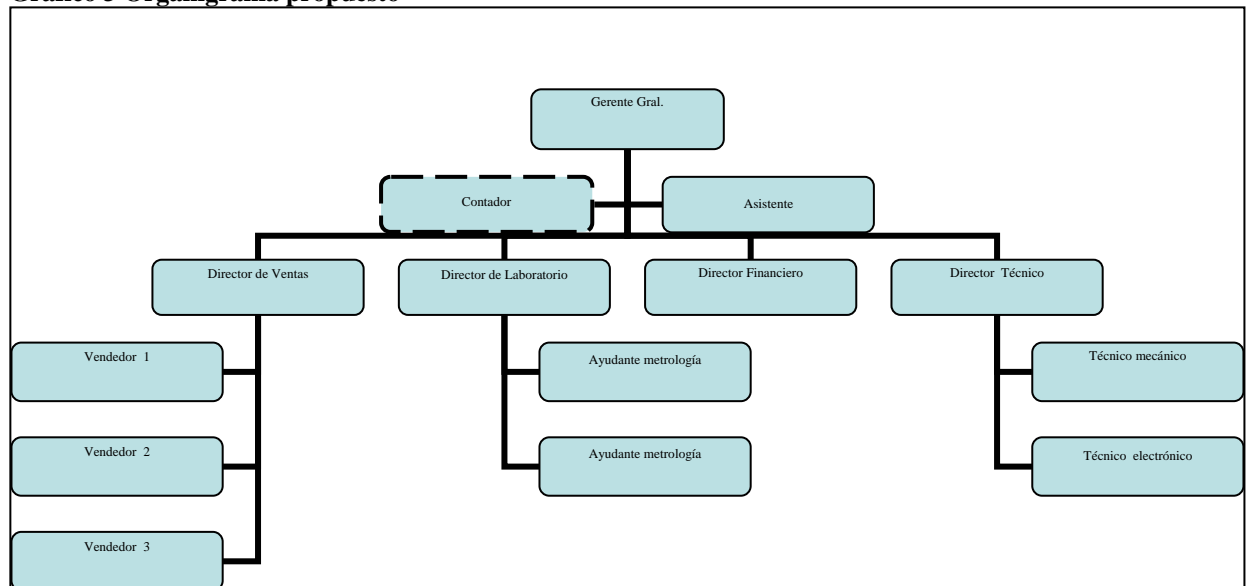 Gráfico 3 Organigrama propuesto
Gerente Gral.
Contador
Asistente
Director de Ventas
Director de Laboratorio
Director Financiero
Director Técnico
Vendedor 1
Ayudante metrología
Técnico mecánico
Vendedor 2
Ayudante metrología
Técnico electrónico
Vendedor 3